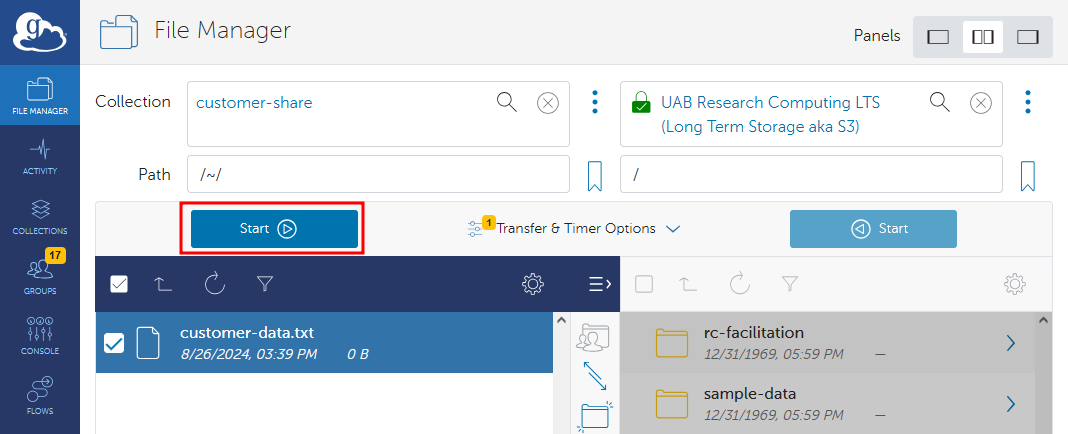 g
File Manager
Panels
FILE MANAGER
ACTIVITY
COLLECTIONS
17
GROUPS
CONSOLE
FLOWS
Collection
customer-share
UAB Research Computing LTS
(Long Term Storage aka S3)
Path
/~/
/
Start
1
Transfer & Timer Options
Start
customer-data.txt
8/26/2024, 03:39 PM 0 B
rc-facilitation
12/31/1969, 05:59 PM —
sample-data
12/31/1969, 05:59 PM —